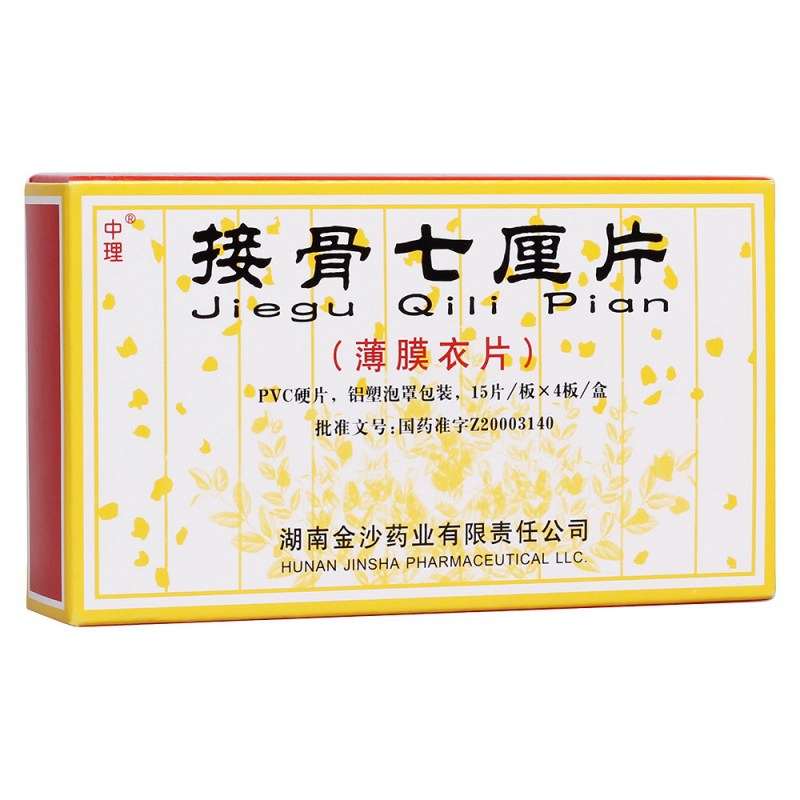 中理®
接骨七厘片
Jiegu Qili Pian
(薄膜衣片)
PVC硬片，铝塑泡罩包装，15片/板×4板/盒
批准文号:国药准字Z20003140
湖南金沙药业有限责任公司
HUNAN JINSHA PHARMACEUTICAL LLC.